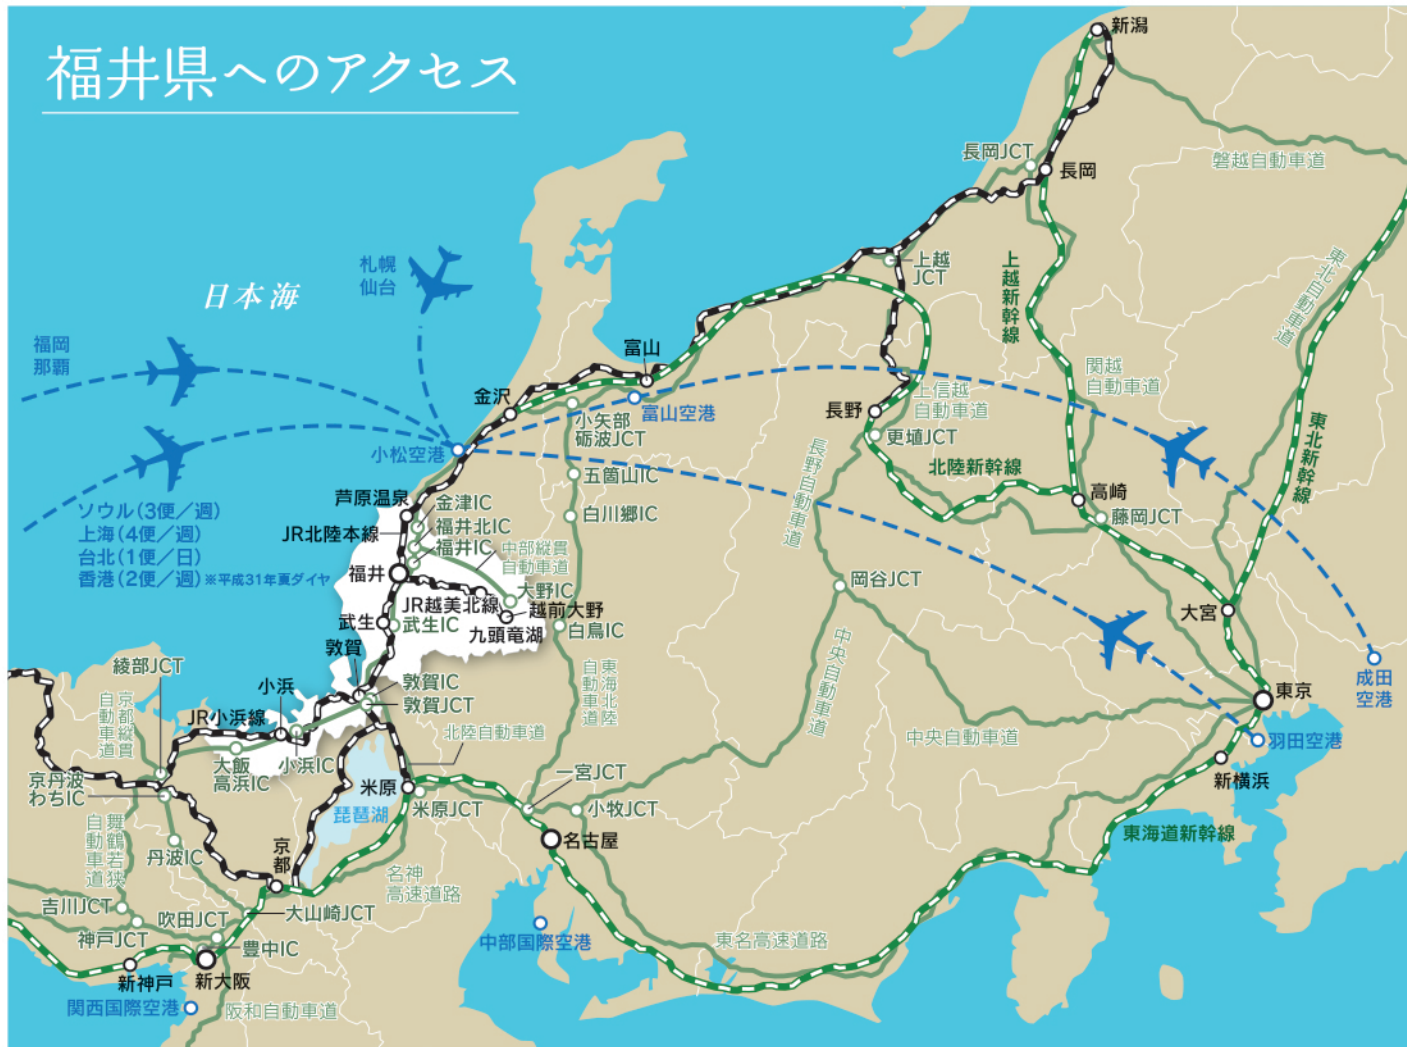 福井県へのアクセス
日本海
札幌
仙台
福岡
那覇
ソウル(3便／週)
上海(4便／週)
台北(1便／日)
香港(2便／週)※平成31年夏ダイヤ
小松空港
新潟
長岡JCT
長岡
磐越自動車道
上越
JCT
上越新幹線
東北自動車道
富山
金沢
富山空港
小矢部
砺波JCT
五箇山IC
白川郷IC
長野
上信越
自動車道
更埴JCT
関越
自動車道
北陸新幹線
長野自動車道
高崎
藤岡JCT
東北新幹線
芦原温泉
金津IC
JR北陸本線
福井北IC
福井IC
中部縦貫
自動車道
福井
大野IC
JR越美北線
越前大野
武生
武生IC
九頭竜湖
白鳥IC
岡谷JCT
大宮
敦賀
東海北陸
自動車道
中央自動車道
綾部JCT
小浜
敦賀IC
敦賀JCT
成田
空港
東京
京都縦貫
自動車道
JR小浜線
北陸自動車道
中央自動車道
羽田空港
大飯
高浜IC
小浜IC
京丹波
わちIC
米原
米原JCT
一宮JCT
小牧JCT
新横浜
琵琶湖
舞鶴若狭
自動車道
丹波IC
京都
名古屋
東海道新幹線
名神
高速道路
吉川JCT
吹田JCT
大山崎JCT
神戸JCT
豊中IC
中部国際空港
東名高速道路
新神戸
新大阪
関西国際空港
阪和自動車道